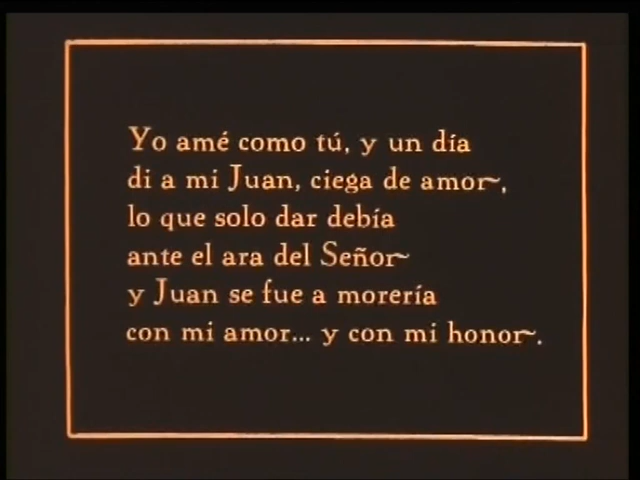 Yo amé como tú, y un día
di a mi Juan, ciega de amor,
lo que solo dar debía
ante el ara del Señor
y Juan se fue a morería
con mi amor... y con mi honor.